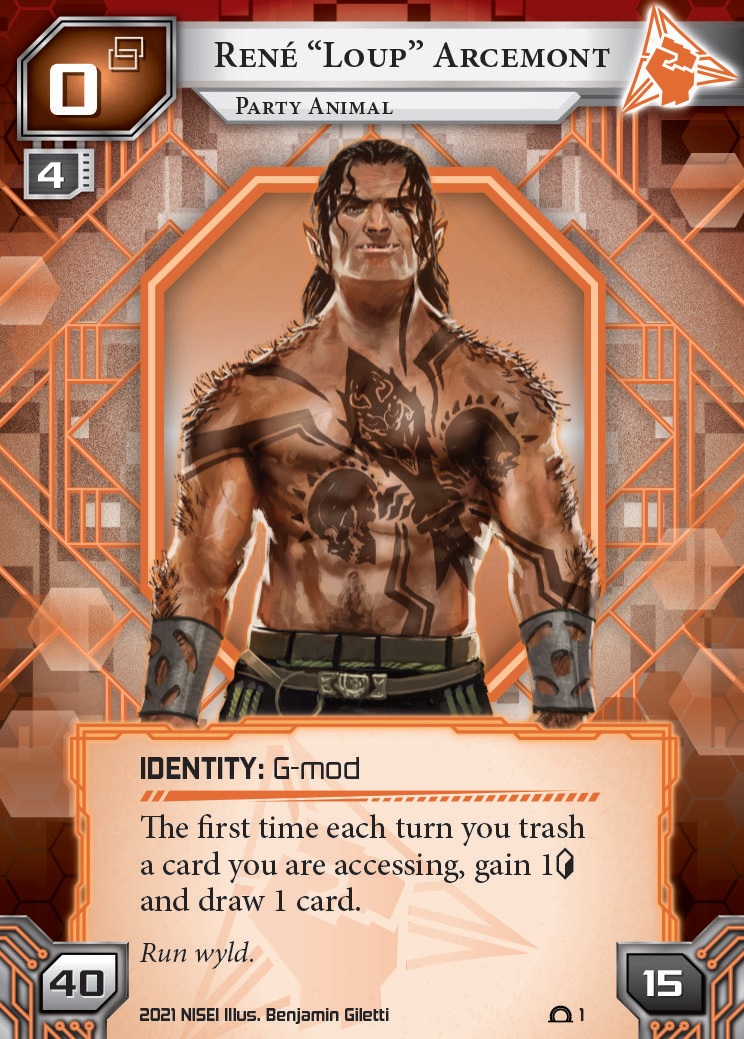 0
René “Loup” Arcemont
Party Animal
4
IDENTITY: G-mod
The first time each turn you trash
a card you are accessing, gain 1
and draw 1 card.
Run wyld.
40
15
2021 NISEI Illus. Benjamin Giletti
1